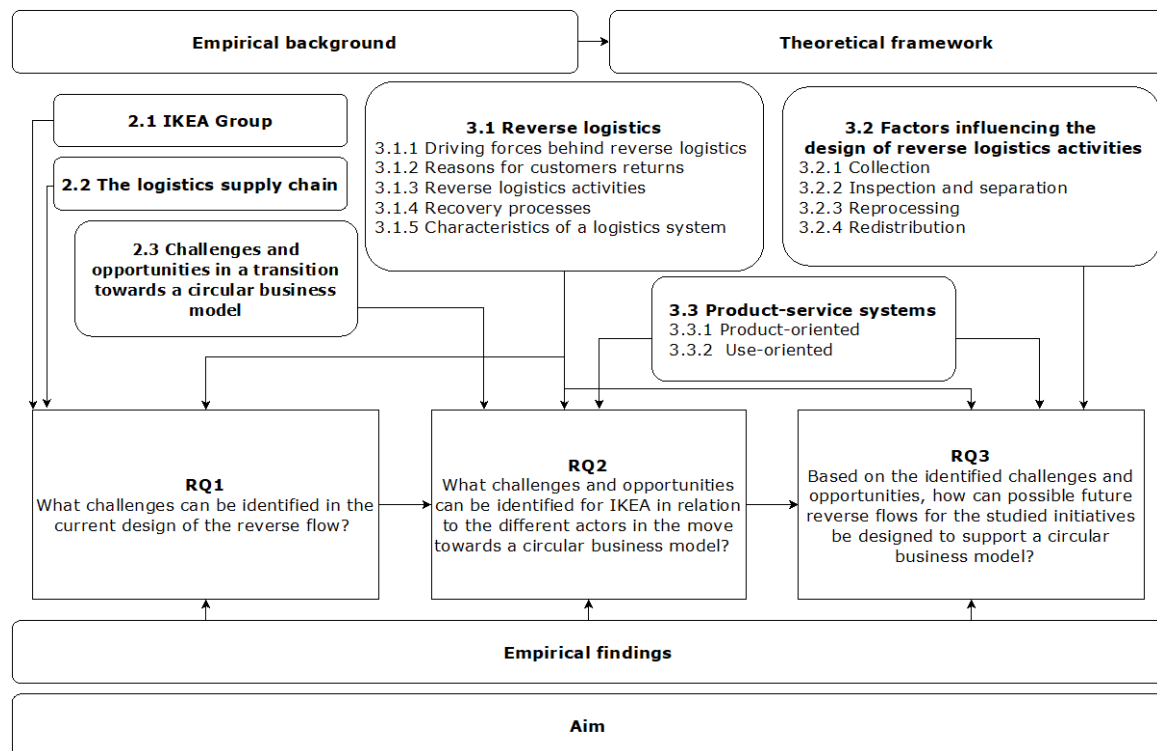 Empirical background
Theoretical framework
2.1 IKEA Group
2.2 The logistics supply chain
2.3 Challenges and
opportunities in a transition
towards a circular business
model
3.1 Reverse logistics
3.1.1 Driving forces behind reverse logistics
3.1.2 Reasons for customers returns
3.1.3 Reverse logistics activities
3.1.4 Recovery processes
3.1.5 Characteristics of a logistics system
3.2 Factors influencing the
design of reverse logistics activities
3.2.1 Collection
3.2.2 Inspection and separation
3.2.3 Reprocessing
3.2.4 Redistribution
3.3 Product-service systems
3.3.1 Product-oriented
3.3.2 Use-oriented
RQ1
What challenges can be identified in the
current design of the reverse flow?
RQ2
What challenges and opportunities
can be identified for IKEA in relation
to the different actors in the move
towards a circular business model?
RQ3
Based on the identified challenges and
opportunities, how can possible future
reverse flows for the studied initiatives
be designed to support a circular
business model?
Empirical findings
Aim